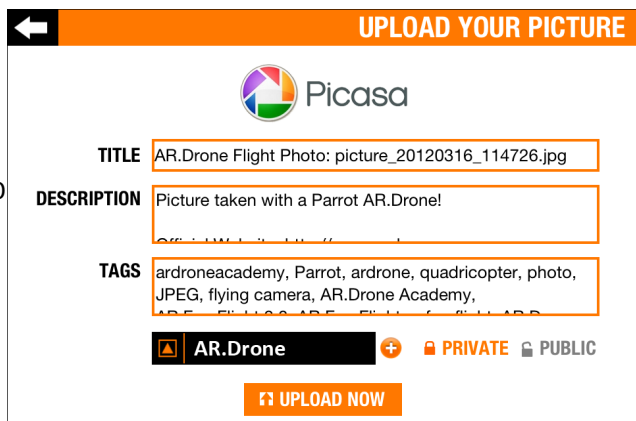 UPLOAD YOUR PICTURE
Picasa
TITLE AR.Drone Flight Photo: picture_20120316_114726.jpg
DESCRIPTION Picture taken with a Parrot AR.Drone!
TAGS ardroneacademy, Parrot, ardrone, quadricopter, photo,
JPEG, flying camera, AR.Drone Academy,
AR.Drone PRIVATE PUBLIC
UPLOAD NOW